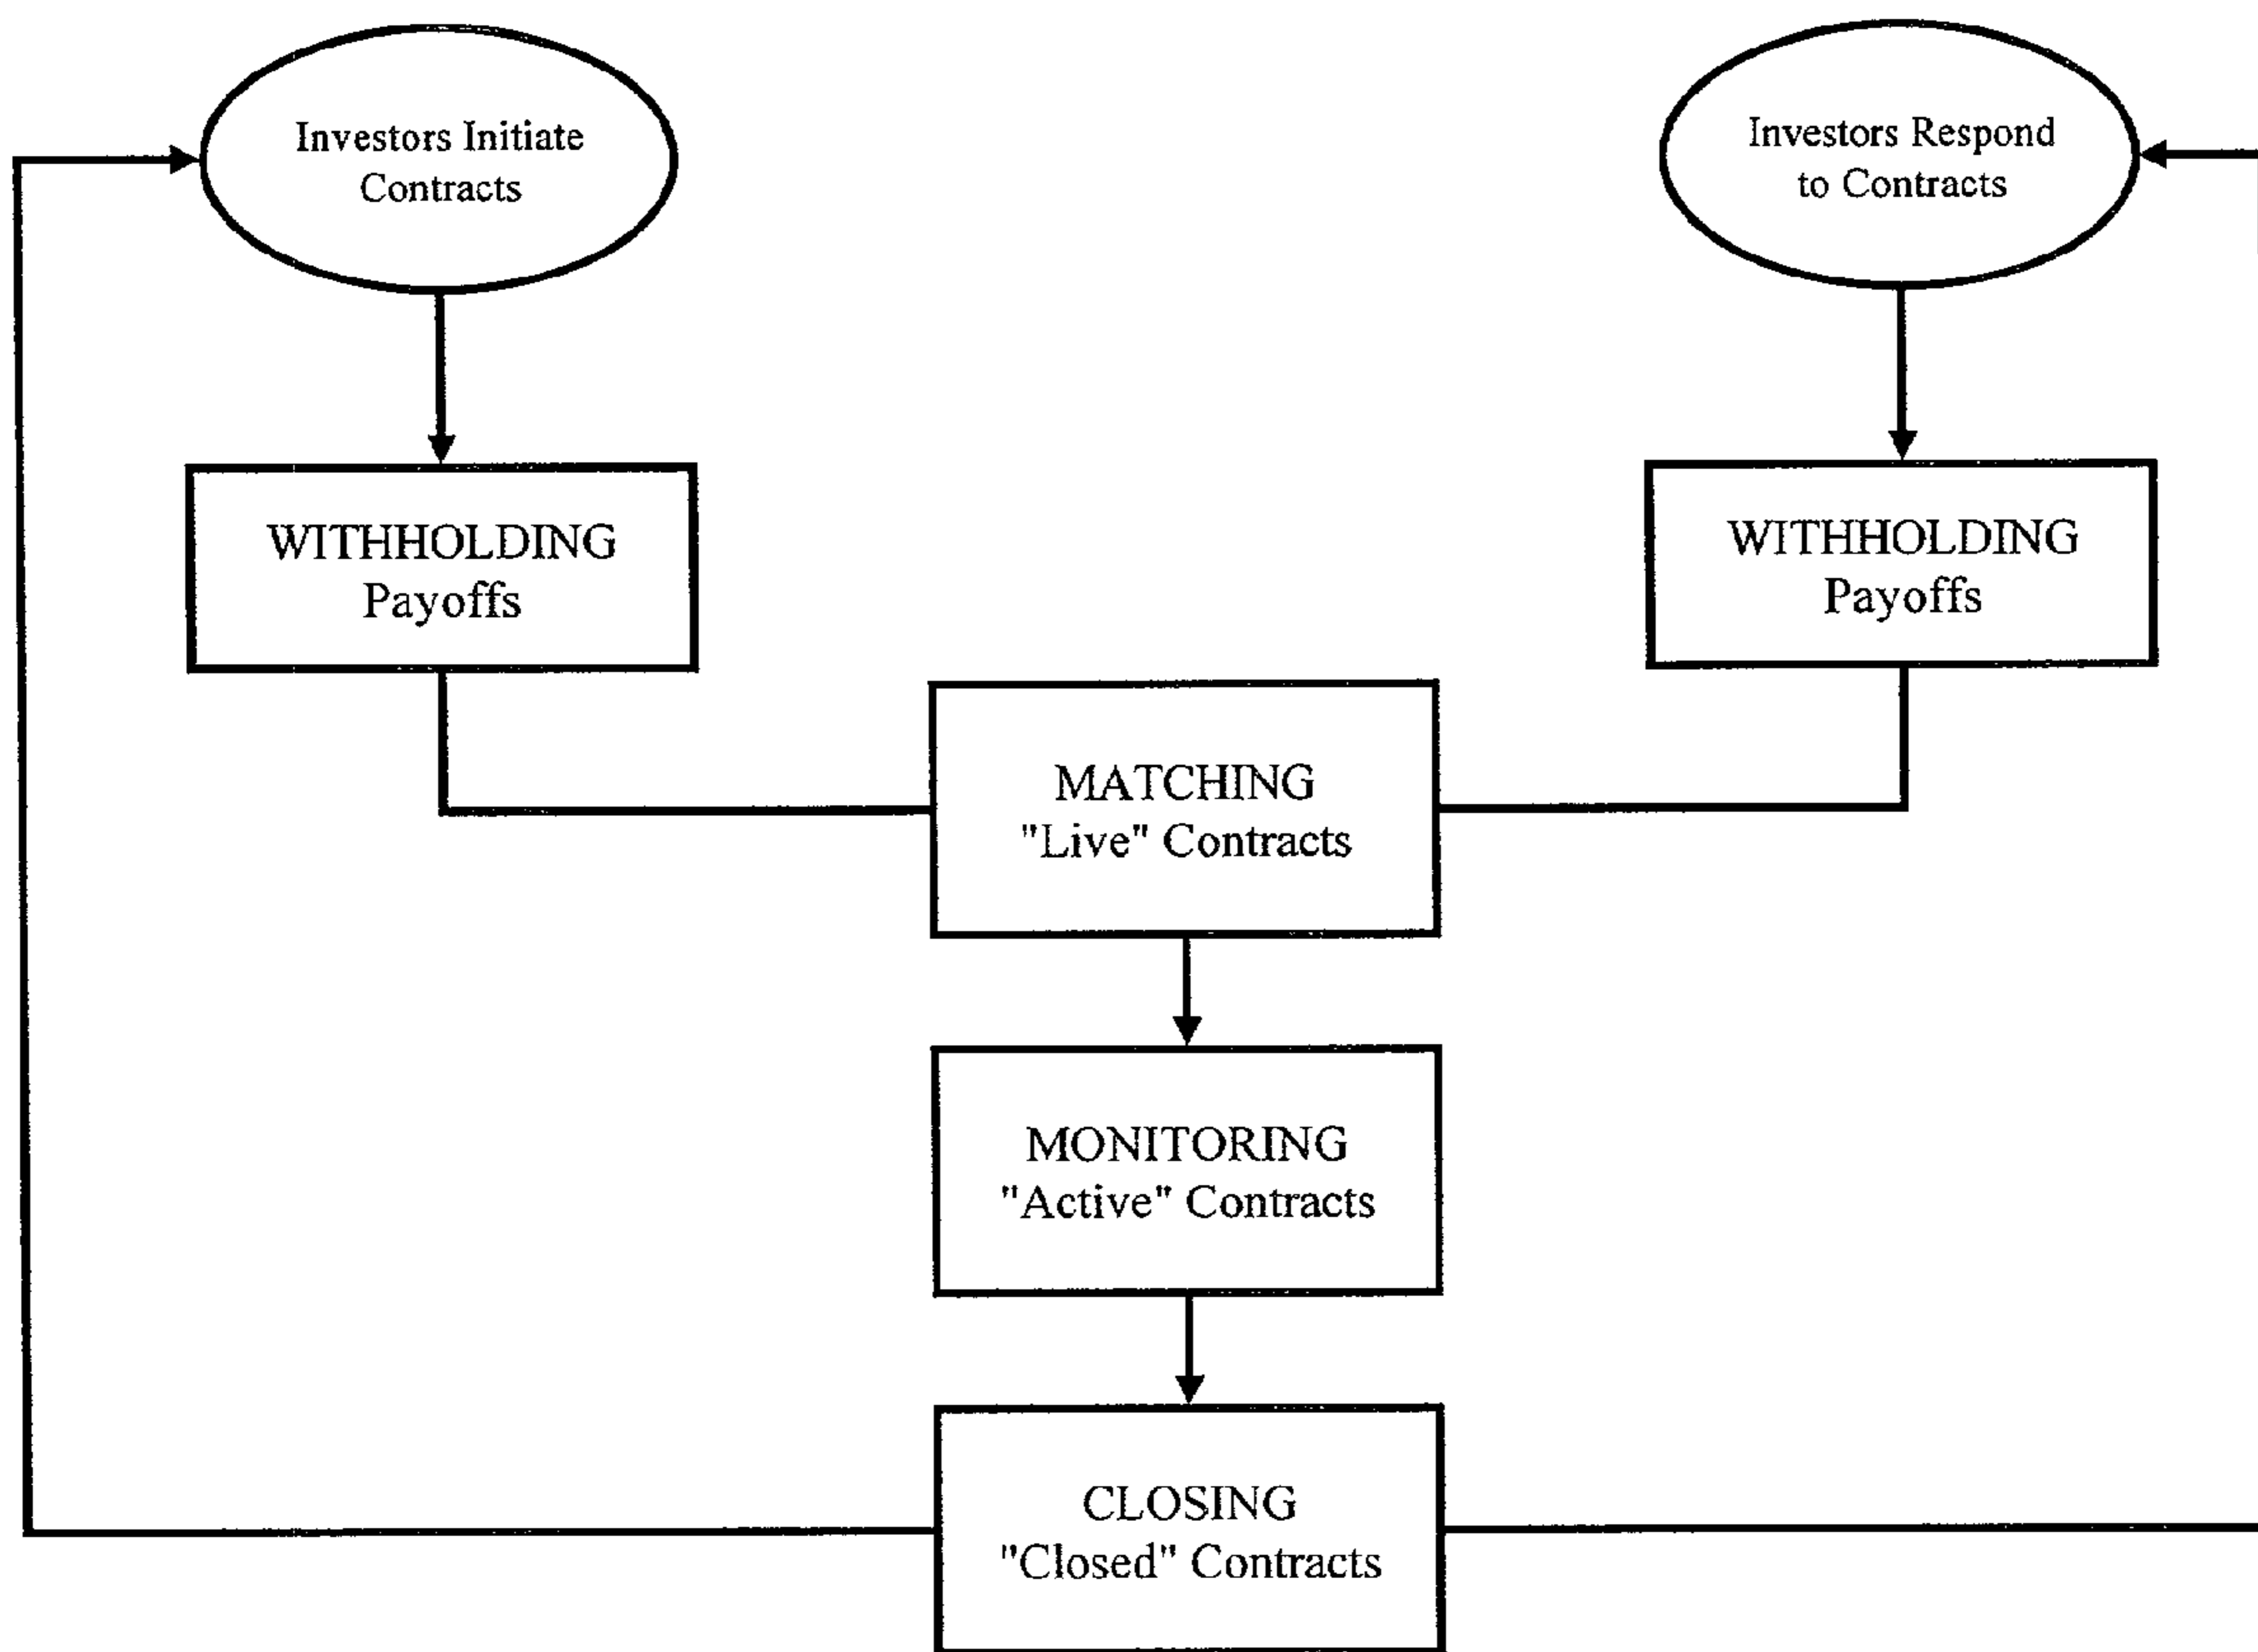 Investors Initiate
Contracts
Investors Respond
to Contracts
WITHHOLDING
Payoffs
WITHHOLDING
Payoffs
MATCHING
"Live" Contracts
MONITORING
"Active" Contracts
CLOSING
"Closed" Contracts